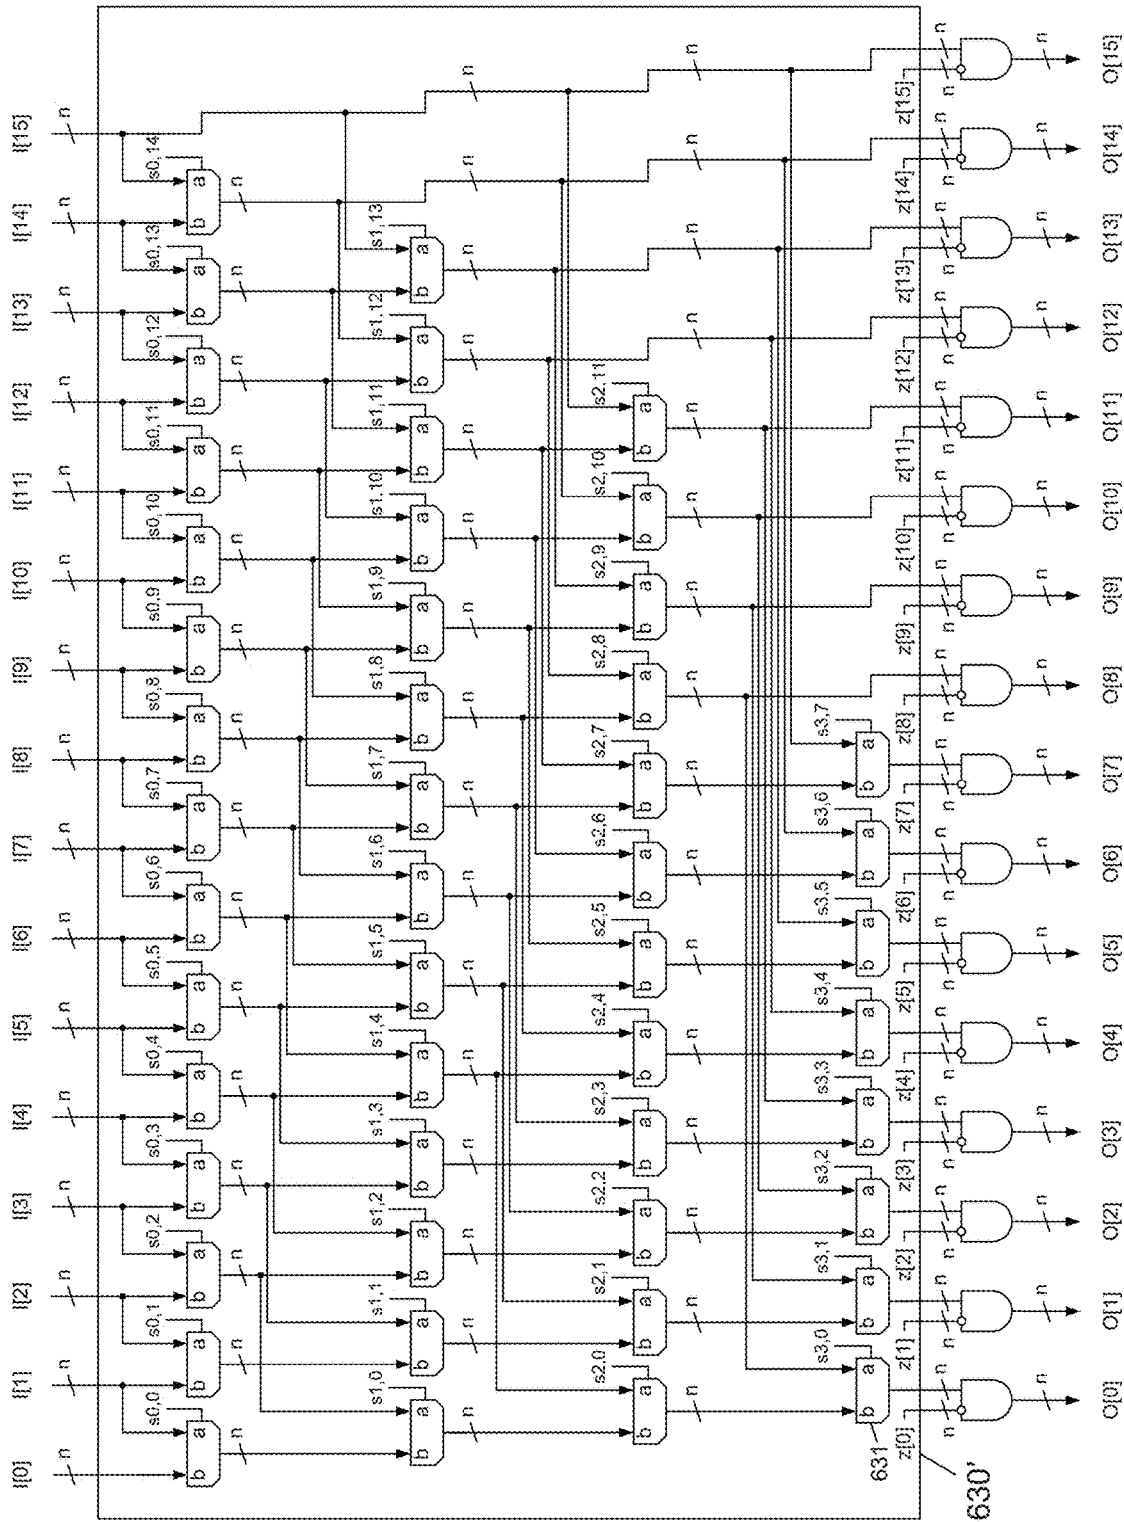 I[0] I[1] I[2] I[3] I[4] I[5] I[6] I[7] I[8] I[9] I[10] I[11] I[12] I[13] I[14] I[15]
n n n n n n n n n n n n n n n n
s0,0 s0,1 s0,2 s0,3 s0,4 s0,5 s0,6 s0,7 s0,8 s0,9 s0,10 s0,11 s0,12 s0,13 s0,14
b a b a b a b a b a b a b a b a b a b a b a b a b a b a b a
n n n n n n n n n n n n n n n
s1,0 s1,1 s1,2 s1,3 s1,4 s1,5 s1,6 s1,7 s1,8 s1,9 s1,10 s1,11 s1,12 s1,13
b a b a b a b a b a b a b a b a b a b a b a b a b a b a
n n n n n n n n n n n n n n n n
s2,0 s2,1 s2,2 s2,3 s2,4 s2,5 s2,6 s2,7 s2,8 s2,9 s2,10 s2,11
b a b a b a b a b a b a b a b a b a b a b a b a
n n n n n n n n n n n n n n n n
s3,0 s3,1 s3,2 s3,3 s3,4 s3,5 s3,6 s3,7
b a b a b a b a b a b a b a b a
631
z[0] z[1] z[2] z[3] z[4] z[5] z[6] z[7] z[8] z[9] z[10] z[11] z[12] z[13] z[14] z[15]
n n n n n n n n n n n n n n n n n n n n n n n n n n n n n n n n
630'
n n n n n n n n n n n n n n n n
O[0] O[1] O[2] O[3] O[4] O[5] O[6] O[7] O[8] O[9] O[10] O[11] O[12] O[13] O[14] O[15]